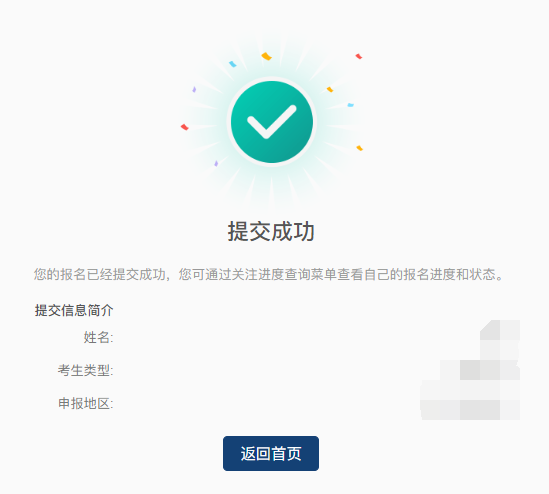 提交成功
您的报名已经提交成功，您可通过关注进度查询菜单查看自己的报名进度和状态。
提交信息简介
姓名:
考生类型:
申报地区:
返回首页